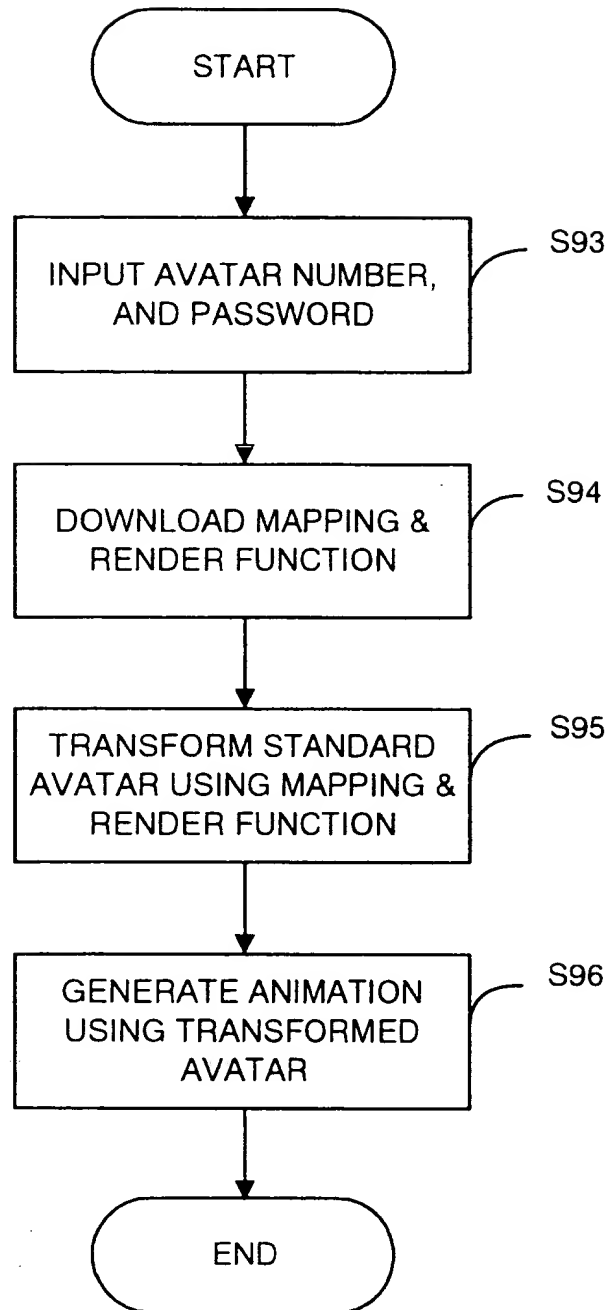 START
INPUT AVATAR NUMBER,
AND PASSWORD
S93
DOWNLOAD MAPPING &
RENDER FUNCTION
S94
TRANSFORM STANDARD
AVATAR USING MAPPING &
RENDER FUNCTION
S95
GENERATE ANIMATION
USING TRANSFORMED
AVATAR
S96
END